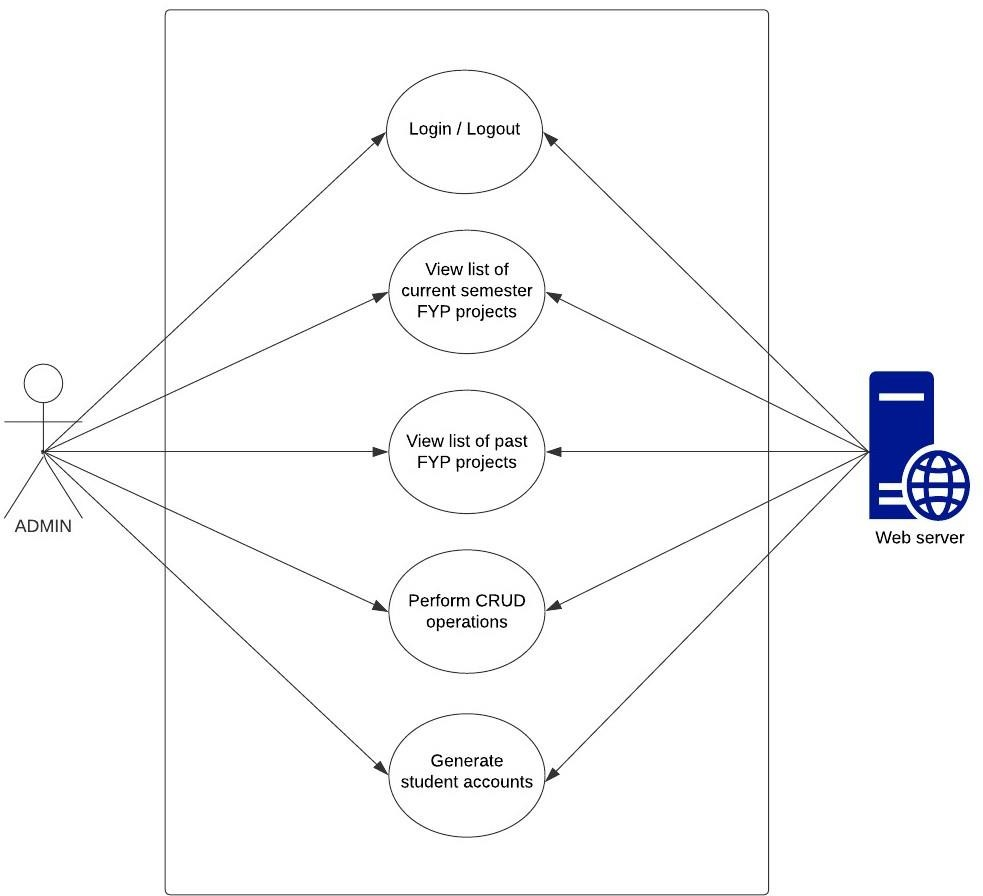 Login / Logout
View list of
current semester
FYP projects
View list of past
FYP projects
ADMIN
Web server
Perform CRUD
operations
Generate
student accounts